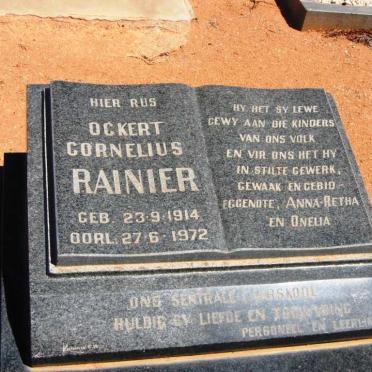 HIER RUS
OCKERT
CORNELIUS
RAINIER
GEB. 23·9·1914
OORL. 27·6·1972
HY HET SY LEWE
GEWY AAN DIE KINDERS
VAN ONS VOLK
EN VIR ONS HET HY
IN STILTE GEWERK,
GEWAAK EN GEBID -
EGGENOTE, ANNA-RETHA
EN ONELIA
ONS SENTRALE LAERSKOOL
HULDIG SY LIEFDE EN TOEWYDING
PERSONEEL EN